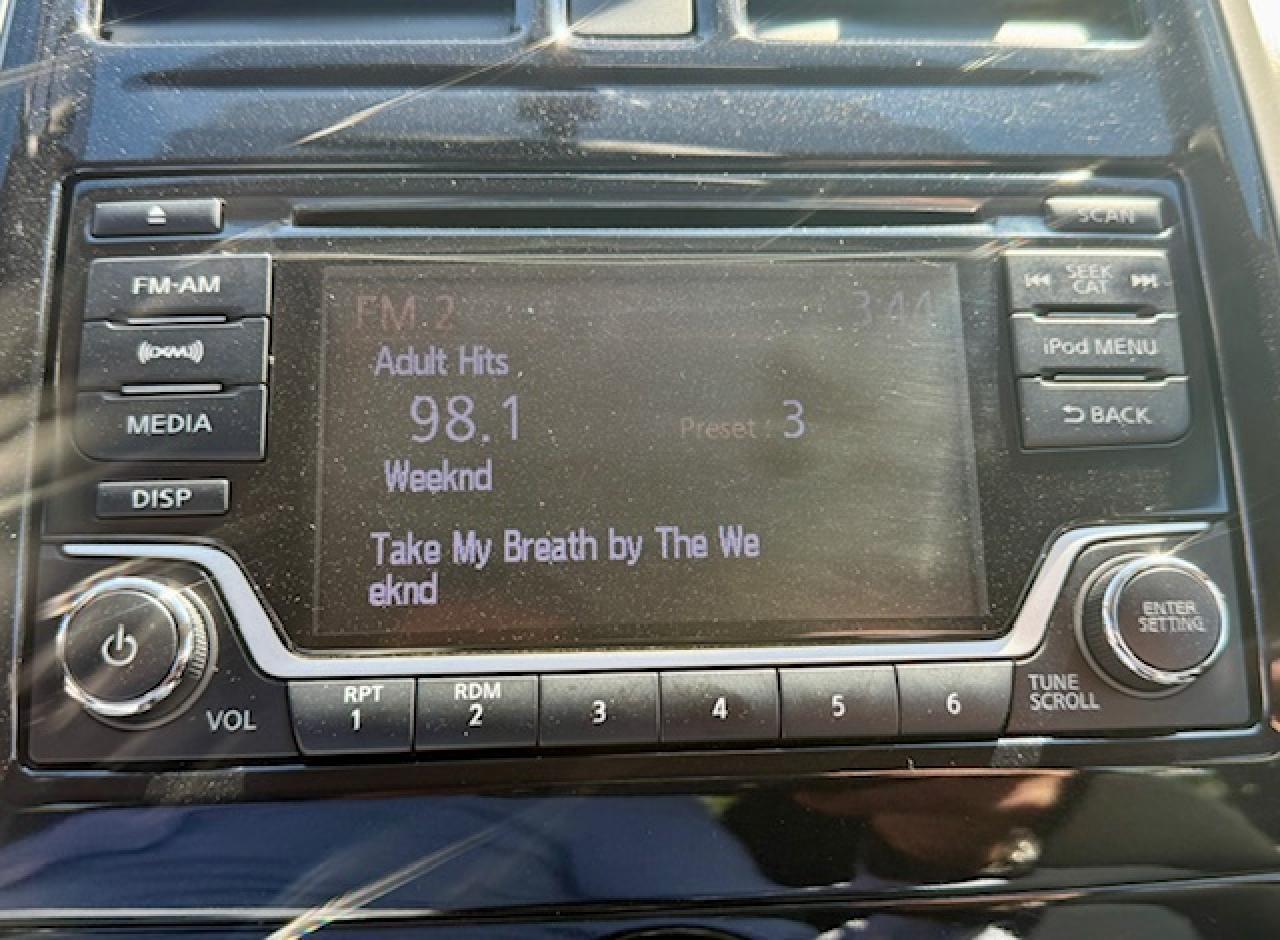 SCAN
FM-AM
SEEK
CAT
FM 2 3:44
Adult Hits
((XM))
iPod MENU
98.1 Preset : 3
MEDIA
BACK
Weeknd
DISP
Take My Breath by The We
eknd
ENTER
SETTING
VOL
RPT
1
RDM
2
3
4
5
6
TUNE
SCROLL